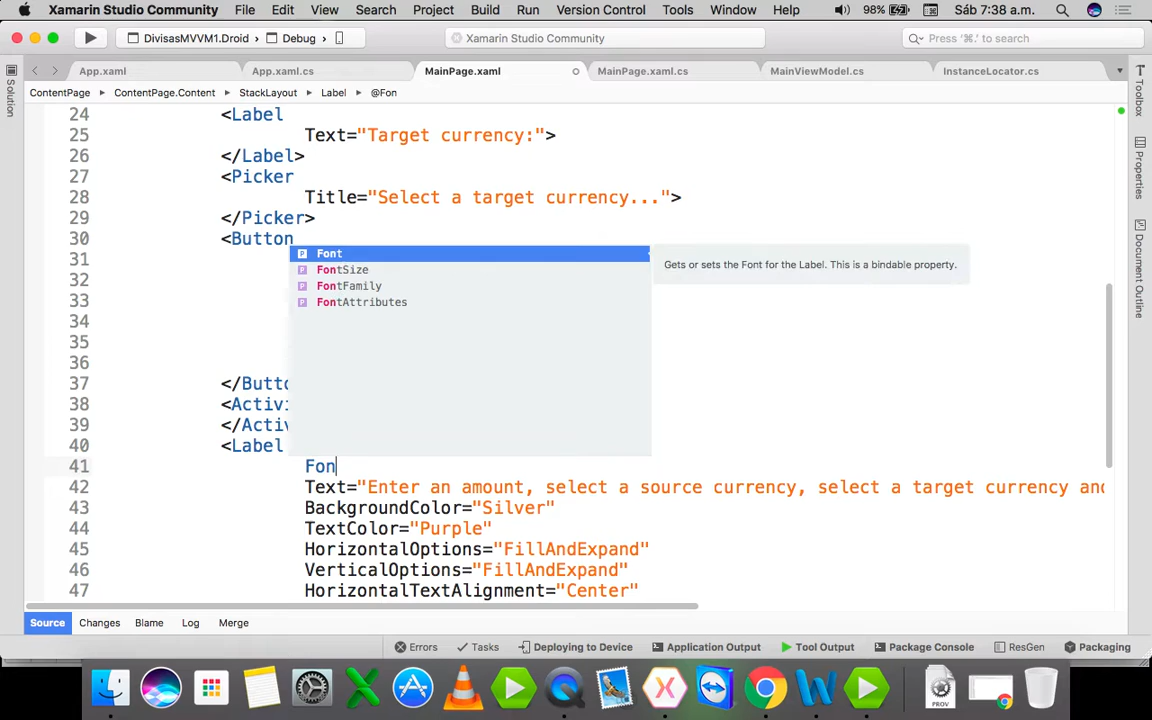 Xamarin Studio Community File Edit View Search Project Build Run Version Control Tools Window Help 98% Sáb 7:38 a.m.
DivisasMVVM1.Droid > Debug > Xamarin Studio Community Press '⌘.' to search
App.xaml App.xaml.cs MainPage.xaml MainPage.xaml.cs MainViewModel.cs InstanceLocator.cs
ContentPage > ContentPage.Content > StackLayout > Label > @Fon
Solution
Toolbox
Properties
Document Outline
24 <Label
25 Text="Target currency:">
26 </Label>
27 <Picker
28 Title="Select a target currency...">
29 </Picker>
30 <Button
31
32
33
34
35
36
37 </Butto
38 <Activi
39 </Activ
40 <Label
41 Fon
42 Text="Enter an amount, select a source currency, select a target currency and
43 BackgroundColor="Silver"
44 TextColor="Purple"
45 HorizontalOptions="FillAndExpand"
46 VerticalOptions="FillAndExpand"
47 HorizontalTextAlignment="Center"
P Font
P FontSize
P FontFamily
P FontAttributes
Gets or sets the Font for the Label. This is a bindable property.
Source Changes Blame Log Merge
Errors Tasks Deploying to Device Application Output Tool Output Package Console ResGen Packaging
PROV